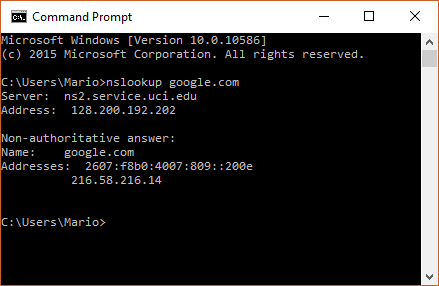 Command Prompt
Microsoft Windows [Version 10.0.10586]
(c) 2015 Microsoft Corporation. All rights reserved.
C:\Users\Mario>nslookup google.com
Server:  ns2.service.uci.edu
Address:  128.200.192.202
Non-authoritative answer:
Name:    google.com
Addresses:  2607:f8b0:4007:809::200e
          216.58.216.14
C:\Users\Mario>